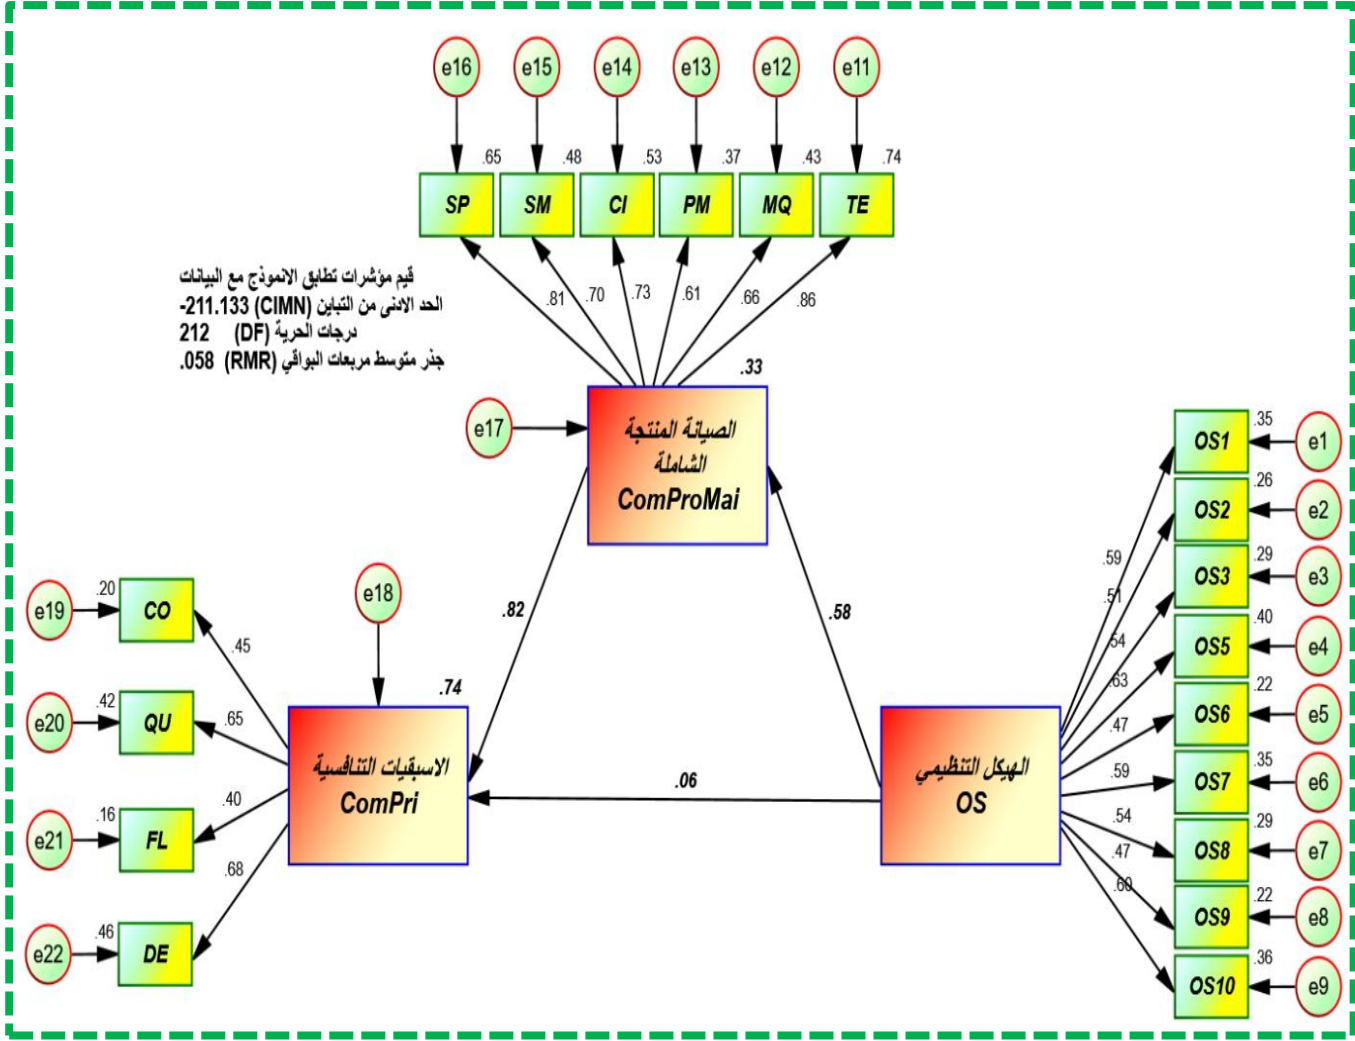 e16 e15 e14 e13 e12 e11
.65 .48 .53 .37 .43 .74
SP SM CI PM MQ TE
قيم مؤشرات تطابق الانموذج مع البيانات
الحد الادنى من التباين (CIMN) 211.133-
درجات الحرية (DF) 212
جذر متوسط مربعات البواقي (RMR) .058
.81 .70 .73 .61 .66 .86
.33
e17
الصيانة المنتجة
الشاملة
ComProMai
.35
OS1 e1
.26
OS2 e2
.29
OS3 e3
.40
OS5 e4
.22
OS6 e5
.35
OS7 e6
.29
OS8 e7
.22
OS9 e8
.36
OS10 e9
.59
.51
.54
.63
.47
.59
.54
.47
.60
.82
.58
.06
e18
.74
الاسبقيات التنافسية
ComPri
الهيكل التنظيمي
OS
e19 .20 CO
.45
e20 .42 QU
.65
e21 .16 FL
.40
e22 .46 DE
.68